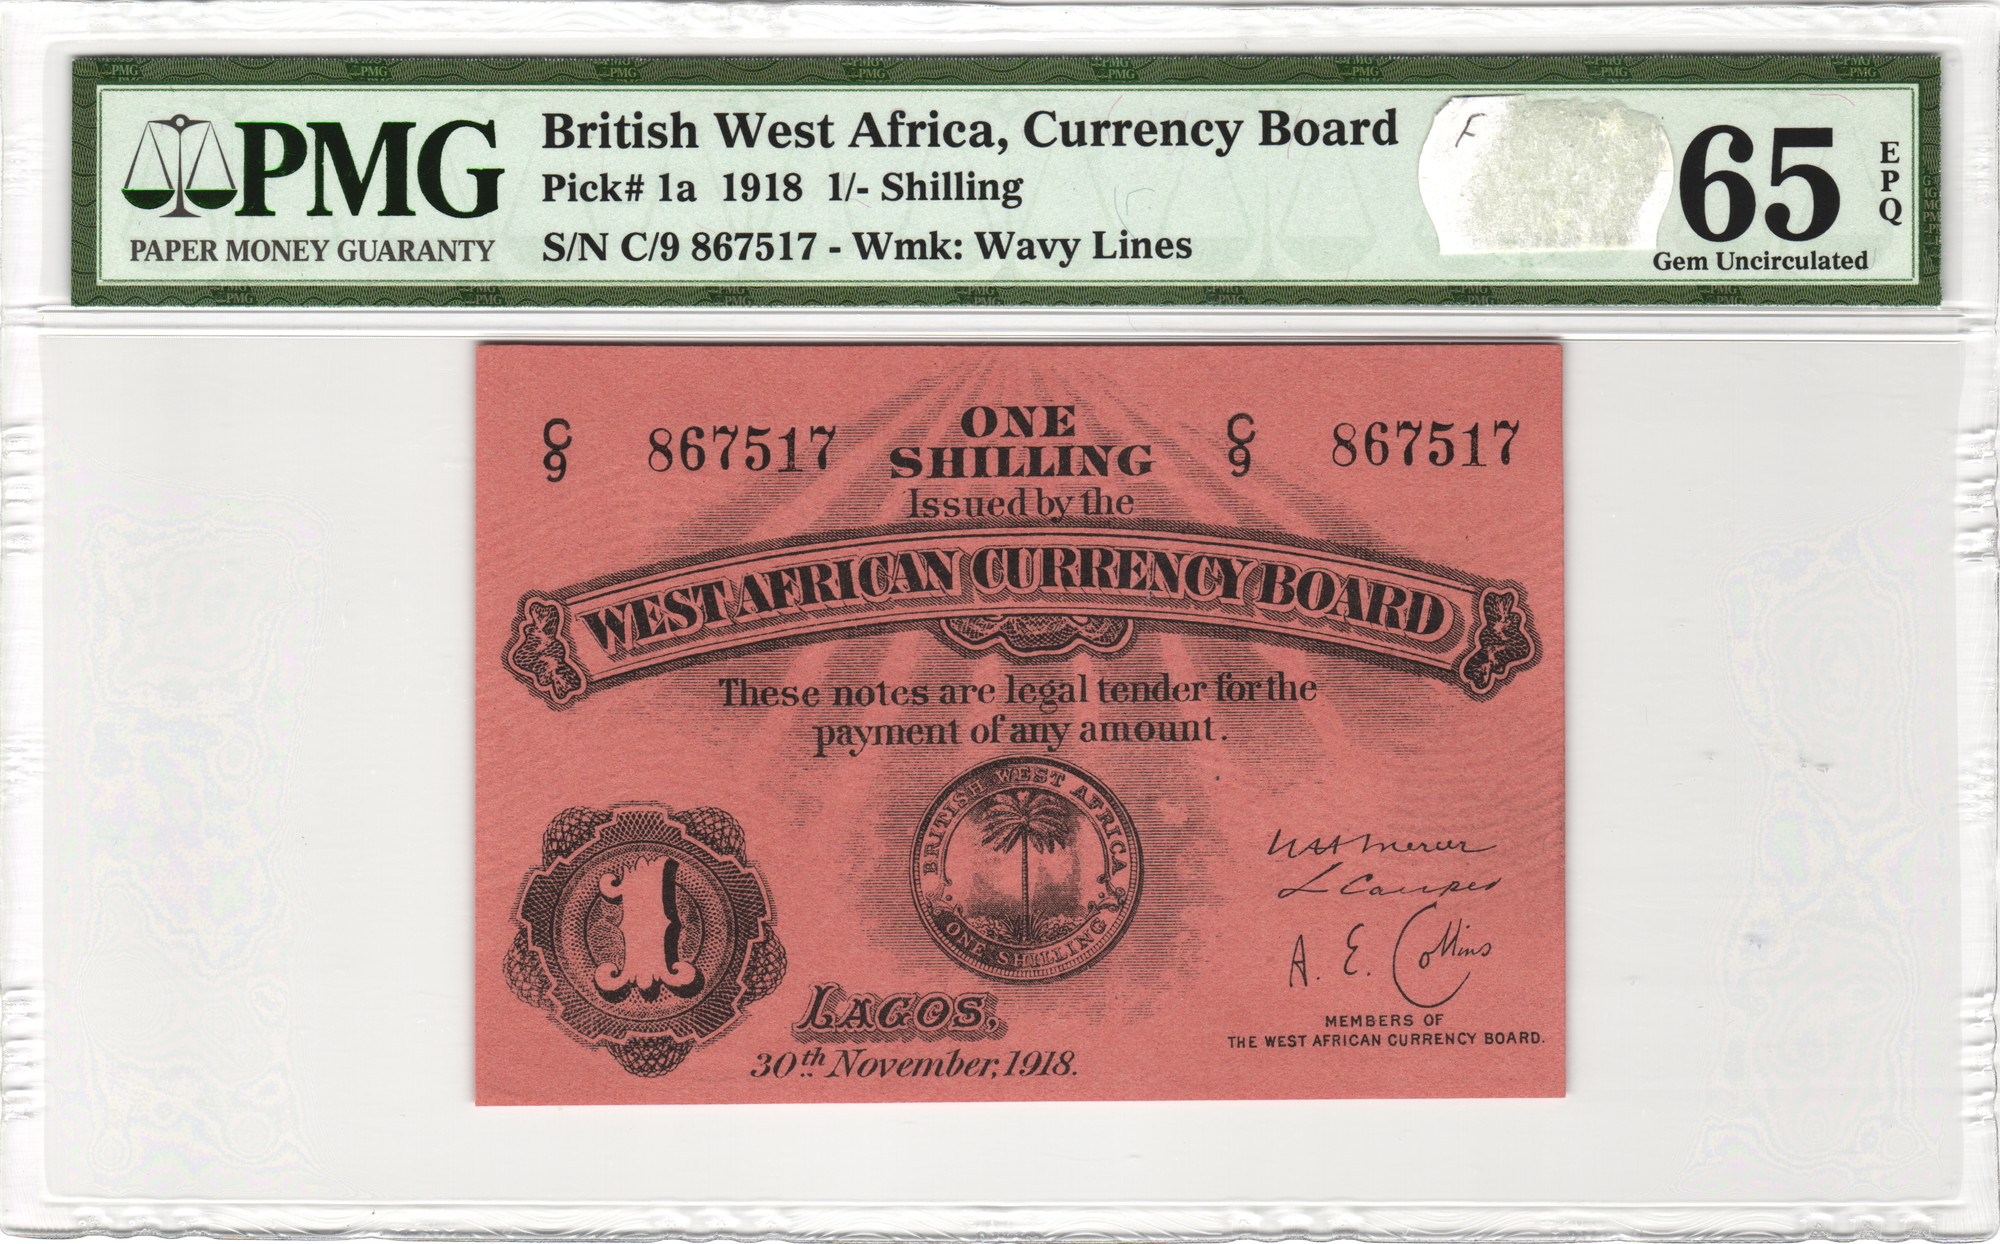 PMG
PAPER MONEY GUARANTY
British West Africa, Currency Board
Pick# 1a 1918 1/- Shilling
S/N C/9 867517 - Wmk: Wavy Lines
F
65
EPQ
Gem Uncirculated
C/9 867517
ONE
SHILLING
C/9 867517
Issued by the
WEST AFRICAN CURRENCY BOARD
These notes are legal tender for the
payment of any amount.
BRITISH WEST AFRICA
ONE SHILLING
1
LAGOS,
30th November, 1918.
A. E. Collins
MEMBERS OF
THE WEST AFRICAN CURRENCY BOARD.